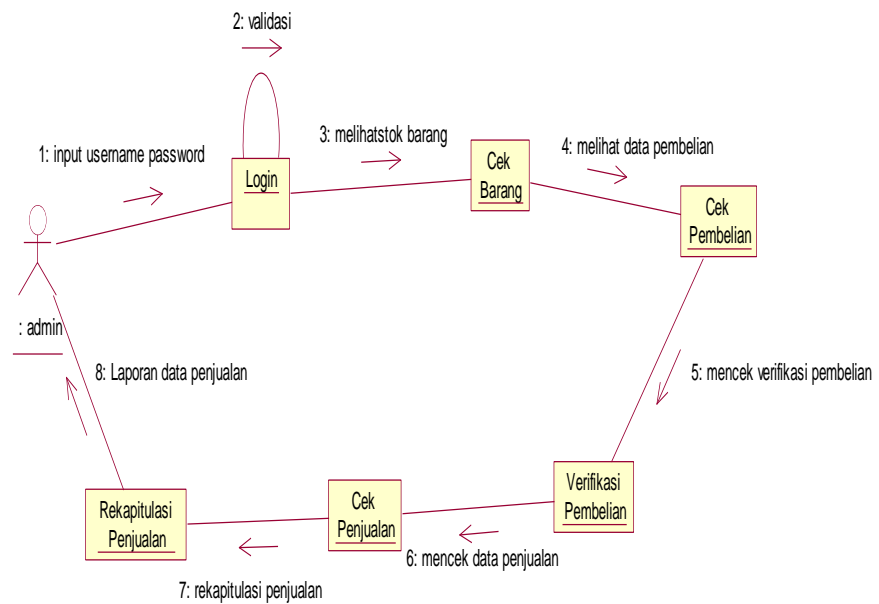 2: validasi
1: input username password
Login
3: melihatstok barang
Cek
Barang
4: melihat data pembelian
Cek
Pembelian
: admin
5: mencek verifikasi pembelian
8: Laporan data penjualan
Verifikasi
Pembelian
Cek
Penjualan
Rekapitulasi
Penjualan
6: mencek data penjualan
7: rekapitulasi penjualan